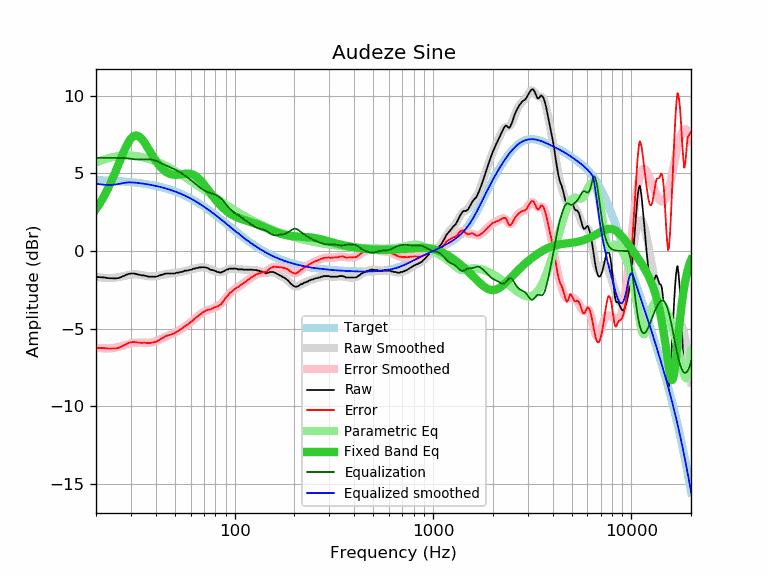 Audeze Sine
10
5
0
−5
−10
−15
Amplitude (dBr)
Target
Raw Smoothed
Error Smoothed
Raw
Error
Parametric Eq
Fixed Band Eq
Equalization
Equalized smoothed
100
1000
10000
Frequency (Hz)